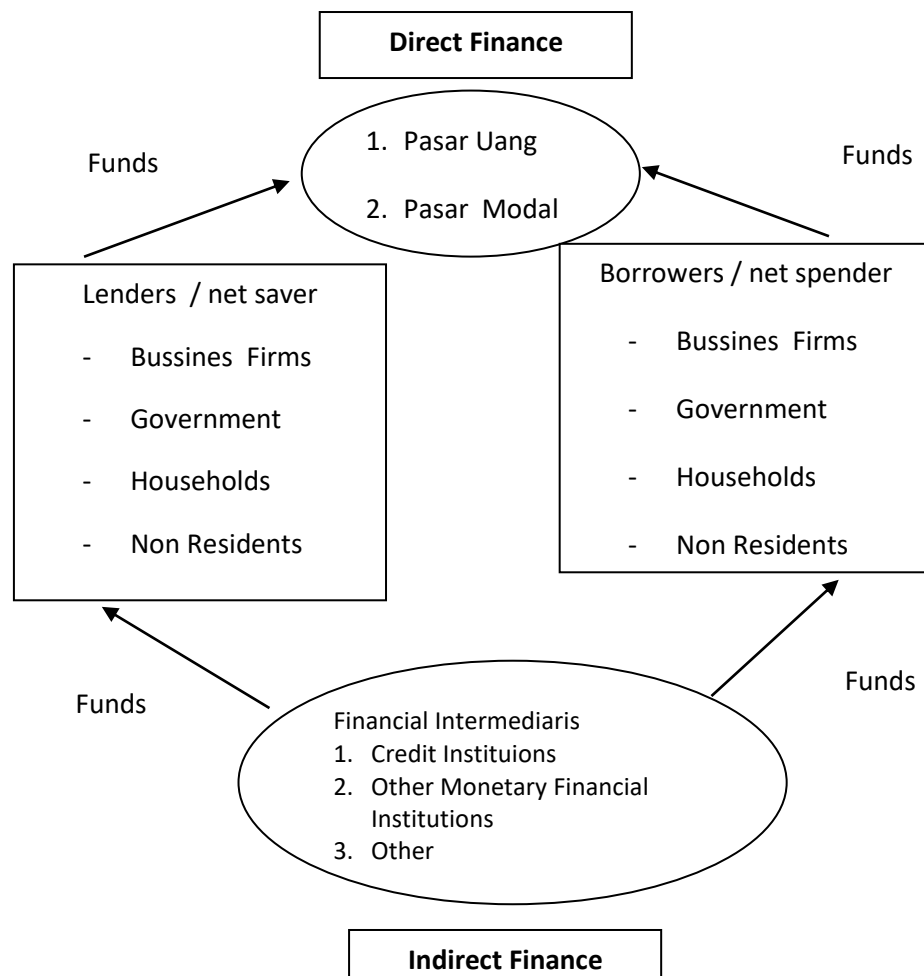 Direct Finance
1. Pasar Uang
2. Pasar Modal
Funds
Funds
Lenders / net saver
- Bussines Firms
- Government
- Households
- Non Residents
Borrowers / net spender
- Bussines Firms
- Government
- Households
- Non Residents
Funds
Funds
Financial Intermediaris
1. Credit Instituions
2. Other Monetary Financial
Institutions
3. Other
Indirect Finance